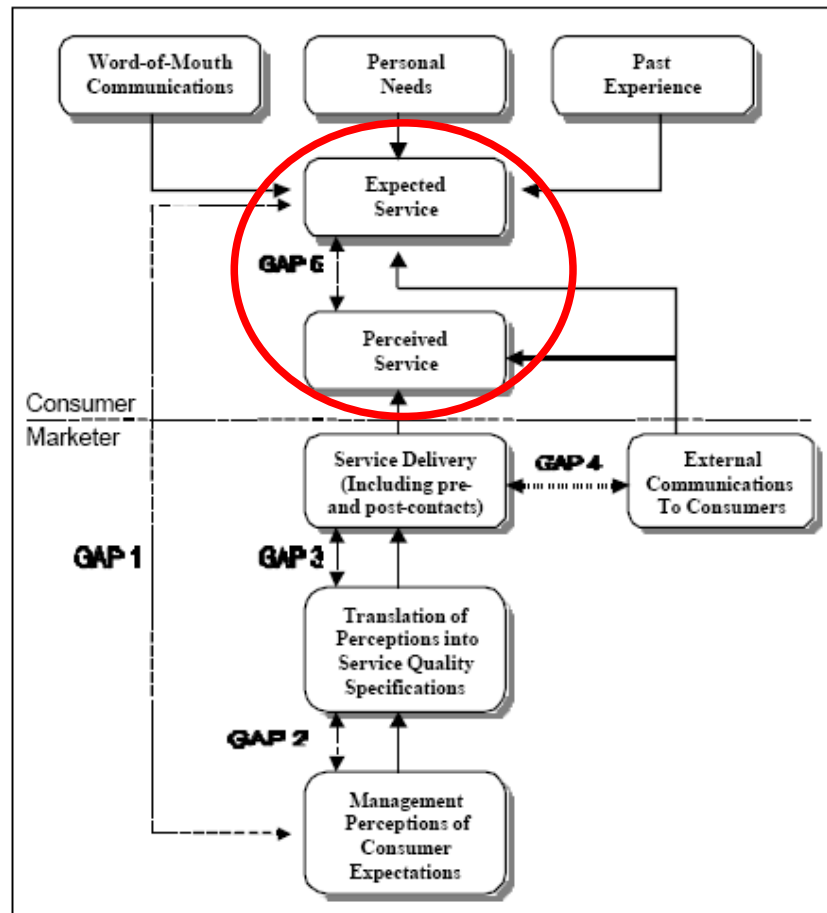 Word-of-Mouth
Communications
Personal
Needs
Past
Experience
Expected
Service
GAP 5
Perceived
Service
Consumer
Marketer
Service Delivery
(Including pre-
and post-contacts)
GAP 4
External
Communications
To Consumers
GAP 1
GAP 3
Translation of
Perceptions into
Service Quality
Specifications
GAP 2
Management
Perceptions of
Consumer
Expectations